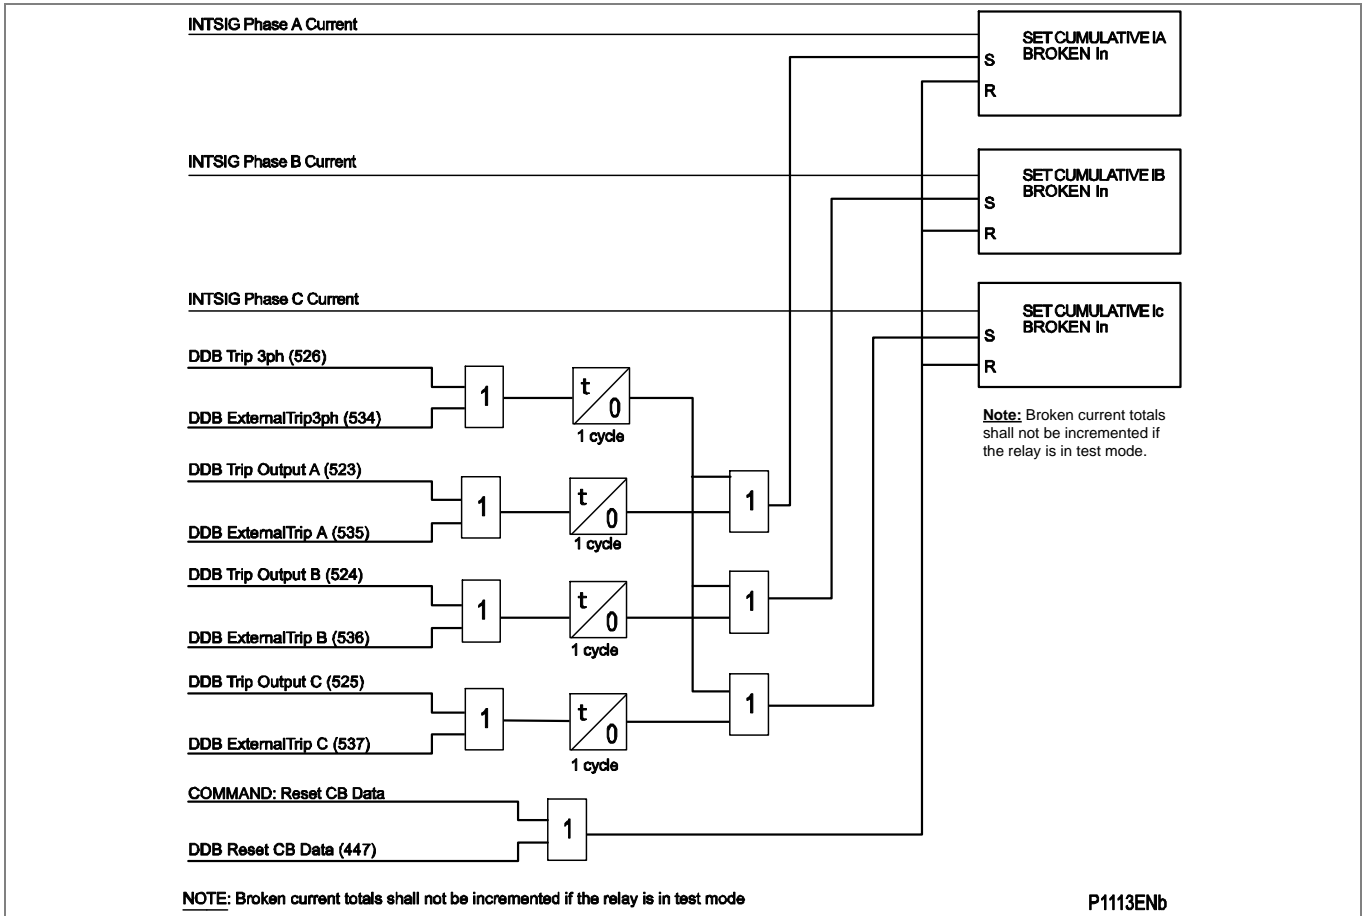 INTSIG Phase A Current
SET CUMULATIVE IA
BROKEN In
S
R
INTSIG Phase B Current
SET CUMULATIVE IB
BROKEN In
S
R
INTSIG Phase C Current
SET CUMULATIVE Ic
BROKEN In
S
R
Note: Broken current totals
shall not be incremented if
the relay is in test mode.
DDB Trip 3ph (526)
1
t
0
1 cycle
DDB ExternalTrip3ph (534)
DDB Trip Output A (523)
1
t
0
1 cycle
1
DDB ExternalTrip A (535)
DDB Trip Output B (524)
1
t
0
1 cycle
1
DDB ExternalTrip B (536)
DDB Trip Output C (525)
1
t
0
1 cycle
1
DDB ExternalTrip C (537)
COMMAND: Reset CB Data
1
DDB Reset CB Data (447)
NOTE: Broken current totals shall not be incremented if the relay is in test mode
P1113ENb